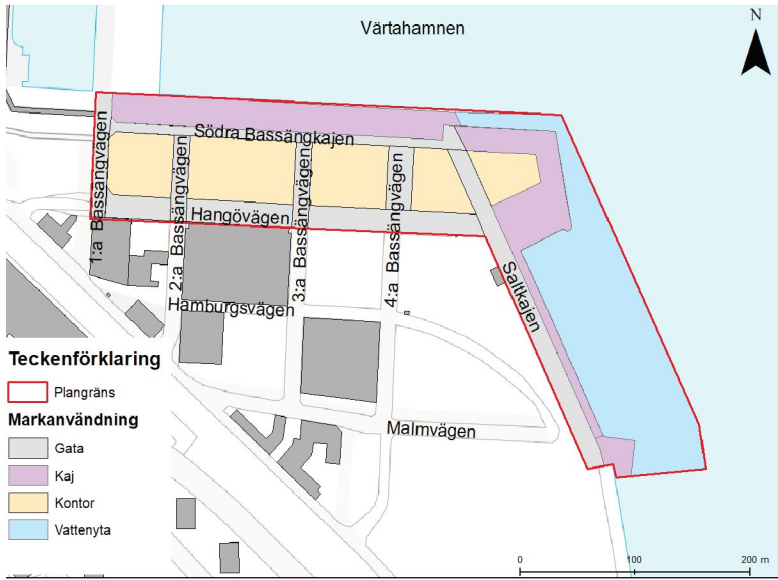 Värtahamnen
N
Södra Bassängkajen
1:a Bassängvägen
2:a Bassängvägen
3:a Bassängvägen
4:a Bassängvägen
Hangövägen
Saltkajen
Hamburgsvägen
Malmvägen
Teckenförklaring
Plangräns
Markanvändning
Gata
Kaj
Kontor
Vattenyta
0 100 200 m